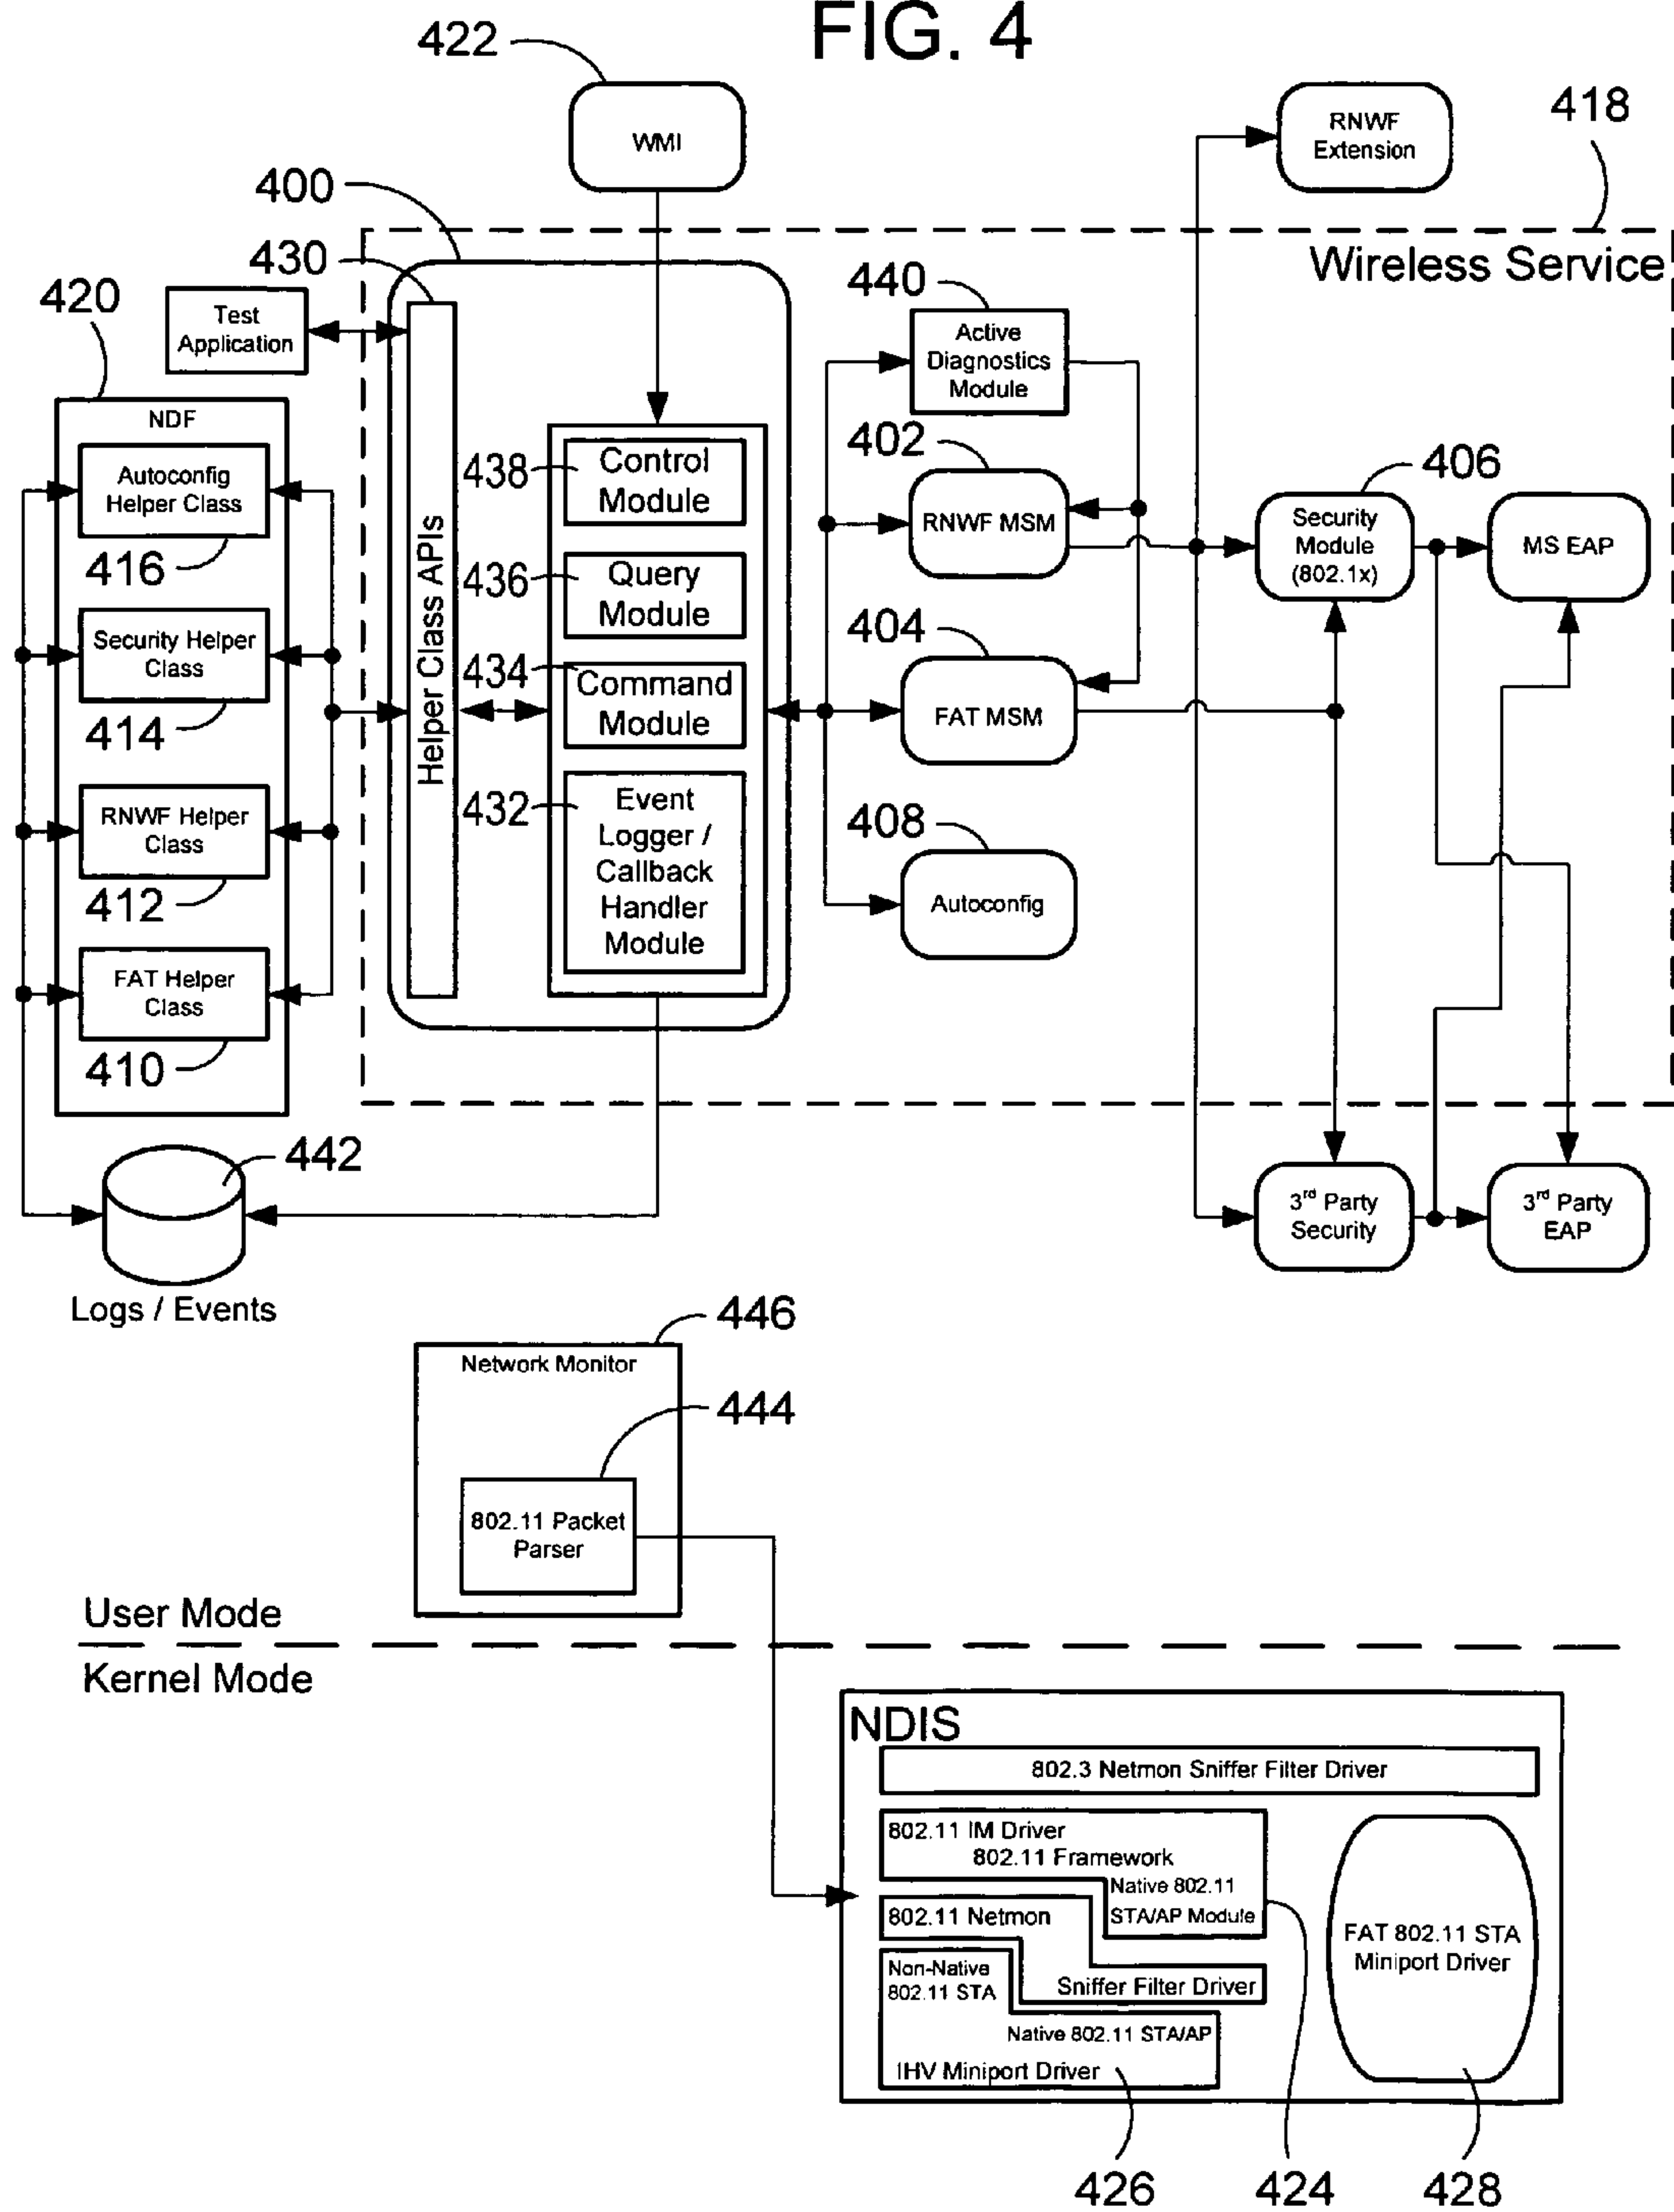 FIG. 4
422
WMI
RNWF
Extension
418
400
Wireless Service
430
420
Test
Application
440
Active
Diagnostics
Module
NDF
Autoconfig
Helper Class
416
Security Helper
Class
414
RNWF Helper
Class
412
FAT Helper
Class
410
Helper Class APIs
438
Control
Module
436
Query
Module
434
Command
Module
432
Event
Logger /
Callback
Handler
Module
402
RNWF MSM
404
FAT MSM
408
Autoconfig
406
Security
Module
(802.1x)
MS EAP
442
Logs / Events
3rd Party
Security
3rd Party
EAP
446
Network Monitor
444
802.11 Packet
Parser
User Mode
Kernel Mode
NDIS
802.3 Netmon Sniffer Filter Driver
802.11 IM Driver
802.11 Framework
Native 802.11
STA/AP Module
802.11 Netmon
Sniffer Filter Driver
Non-Native
802.11 STA
Native 802.11 STA/AP
IHV Miniport Driver
FAT 802.11 STA
Miniport Driver
426
424
428